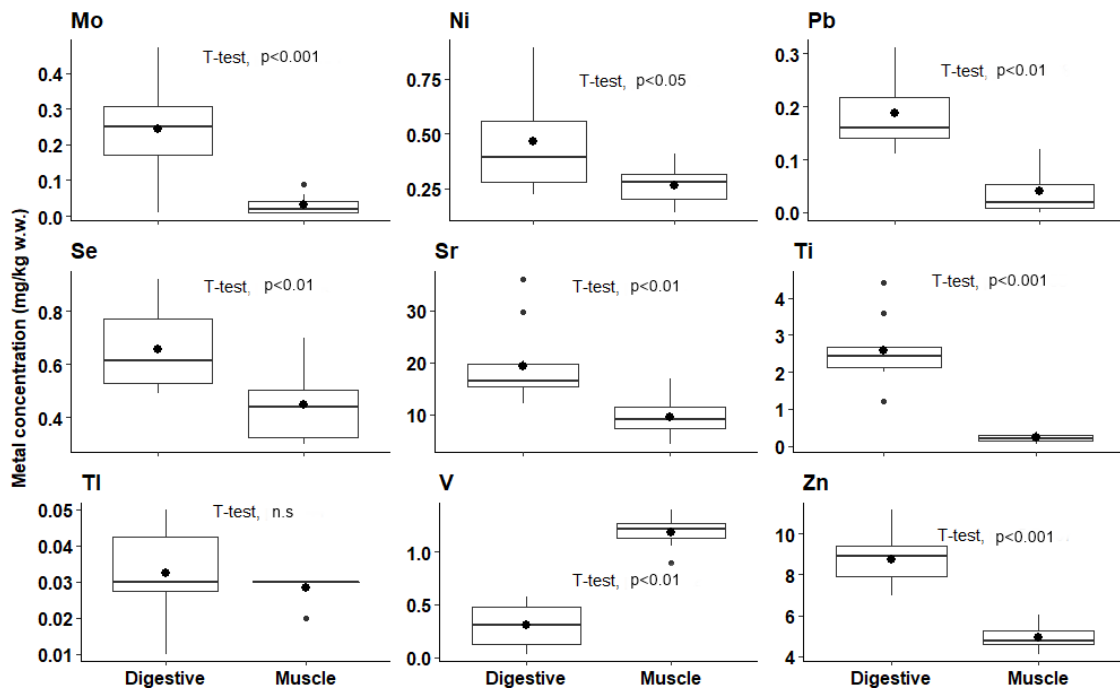 Mo
T-test, p<0.001
0.4
0.3
0.2
0.1
0.0
Ni
T-test, p<0.05
0.75
0.50
0.25
Pb
T-test, p<0.01
0.3
0.2
0.1
0.0
Metal concentration (mg/kg w.w.)
Se
T-test, p<0.01
0.8
0.6
0.4
Sr
T-test, p<0.01
30
20
10
Ti
T-test, p<0.001
4
3
2
1
0
Tl
T-test, n.s
0.05
0.04
0.03
0.02
0.01
Digestive Muscle
V
T-test, p<0.01
1.0
0.5
0.0
Digestive Muscle
Zn
T-test, p<0.001
10
8
6
4
Digestive Muscle